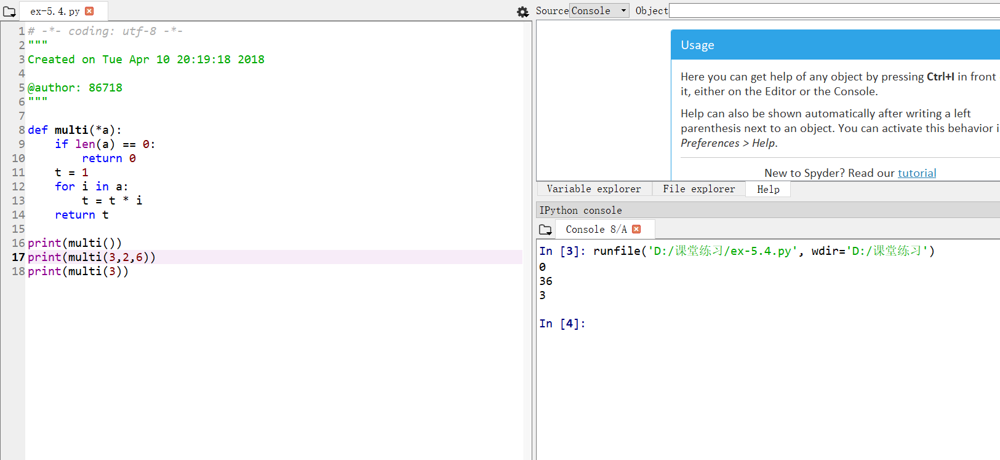 ex-5.4.py
1 # -*- coding: utf-8 -*-
2 """
3 Created on Tue Apr 10 20:19:18 2018
4
5 @author: 86718
6 """
7
8 def multi(*a):
9     if len(a) == 0:
10         return 0
11     t = 1
12     for i in a:
13         t = t * i
14     return t
15
16 print(multi())
17 print(multi(3,2,6))
18 print(multi(3))
Source Console Object
Usage
Here you can get help of any object by pressing Ctrl+I in front
it, either on the Editor or the Console.
Help can also be shown automatically after writing a left
parenthesis next to an object. You can activate this behavior i
Preferences > Help.
New to Spyder? Read our tutorial
Variable explorer File explorer Help
IPython console
Console 8/A
In [3]: runfile('D:/课堂练习/ex-5.4.py', wdir='D:/课堂练习')
0
36
3
In [4]: